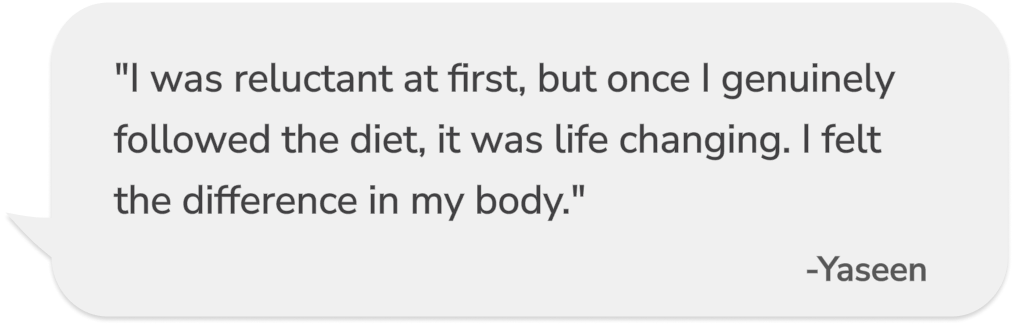 "I was reluctant at first, but once I genuinely
followed the diet, it was life changing. I felt
the difference in my body."
-Yaseen